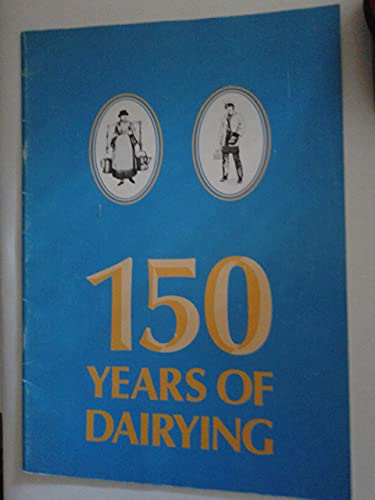 150
YEARS OF
DAIRYING